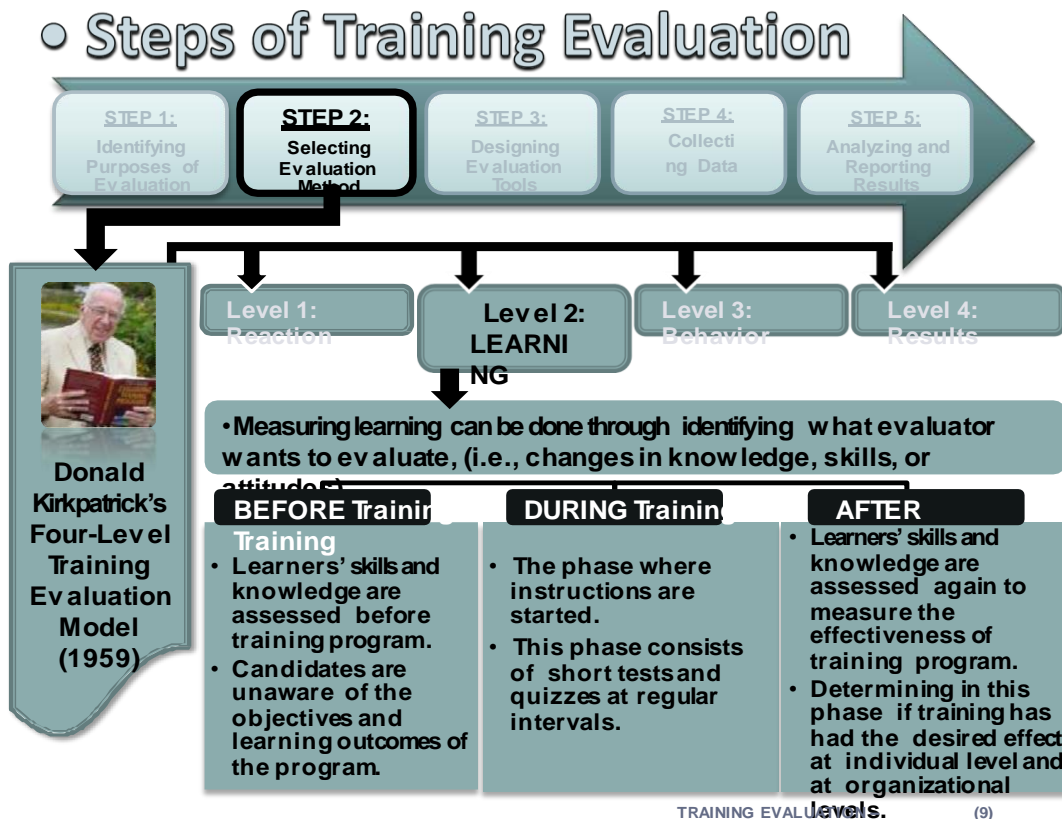 • Steps of Training Evaluation
STEP 1:
Identifying
Purposes of
Evaluation
STEP 2:
Selecting
Evaluation
Method
STEP 3:
Designing
Evaluation
Tools
STEP 4:
Collecti
ng Data
STEP 5:
Analyzing and
Reporting
Results
Donald
Kirkpatrick's
Four-Level
Training
Evaluation
Model
(1959)
Level 1:
Reaction
Level 2:
LEARNI
NG
Level 3:
Behavior
Level 4:
Results
•Measuring learning can be done through identifying what evaluator
wants to evaluate, (i.e., changes in knowledge, skills, or
attitudes)
BEFORE Training
Training
• Learners' skills and
knowledge are
assessed before
training program.
• Candidates are
unaware of the
objectives and
learning outcomes of
the program.
DURING Training
• The phase where
instructions are
started.
• This phase consists
of short tests and
quizzes at regular
intervals.
AFTER
• Learners' skills and
knowledge are
assessed again to
measure the
effectiveness of
training program.
• Determining in this
phase if training has
had the desired effect
at individual level and
at organizational
levels.
TRAINING EVALUATION (9)